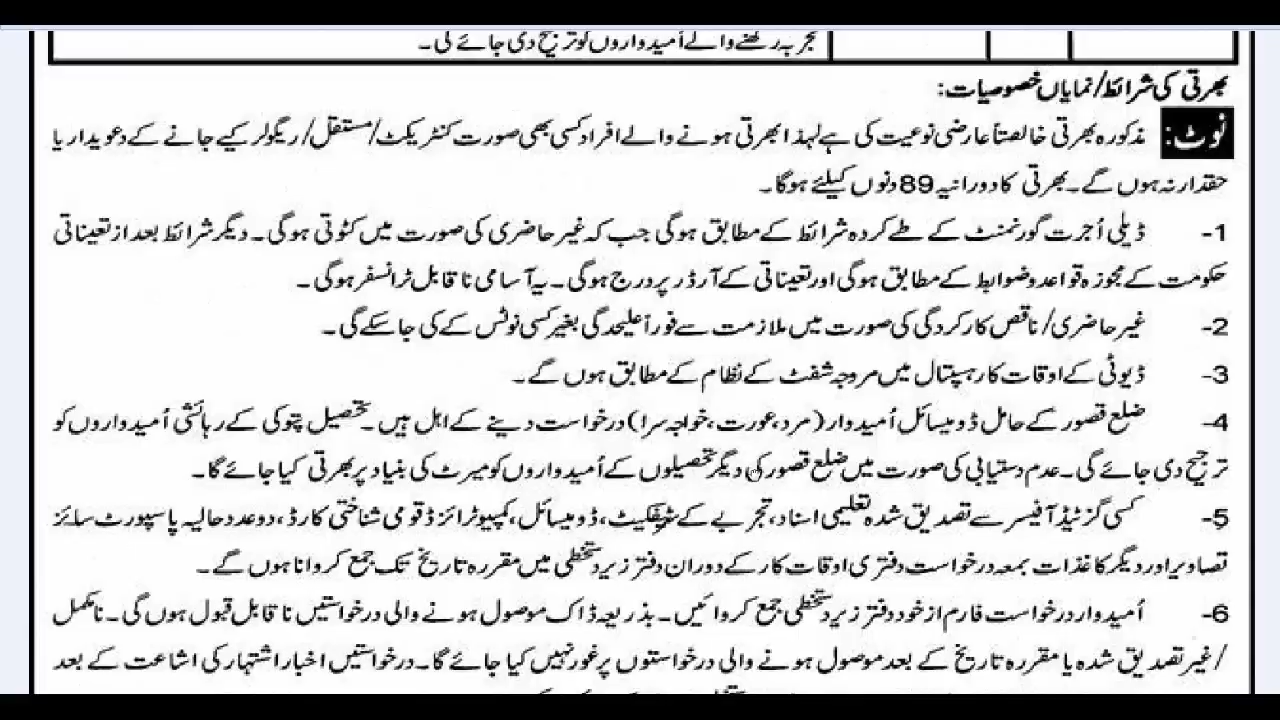 تجربہ رکھنے والے اُمیدواروں کو ترجیح دی جائے گی۔
بھرتی کی شرائط/نمایاں خصوصیات:
نوٹ: مذکورہ بھرتی خالصتاً عارضی نوعیت کی ہے لہذا بھرتی ہونے والے افراد کسی بھی صورت کنٹریکٹ/مستقل/ریگولر کیے جانے کے دعویدار یا
حقدار نہ ہوں گے۔ بھرتی کا دورانیہ 89 دنوں کیلئے ہوگا۔
1- ڈیلی اُجرت گورنمنٹ کے طے کردہ شرائط کے مطابق ہوگی جب کہ غیر حاضری کی صورت میں کٹوتی ہوگی۔ دیگر شرائط بعد از تعیناتی
حکومت کے مجوزہ قواعد و ضوابط کے مطابق ہوگی اور تعیناتی کے آرڈر پر درج ہوگی۔ یہ آسامی ناقابل ٹرانسفر ہوگی۔
2- غیر حاضری/ناقص کارکردگی کی صورت میں ملازمت سے فوراً علیحدگی بغیر کسی نوٹس کے کی جا سکے گی۔
3- ڈیوٹی کے اوقات کار ہسپتال میں مروجہ شفٹ کے نظام کے مطابق ہوں گے۔
4- ضلع قصور کے حامل ڈومیسائل اُمیدوار (مرد، عورت، خواجہ سرا) درخواست دینے کے اہل ہیں۔ تحصیل پتوکی کے رہائشی اُمیدواروں کو
ترجیح دی جائے گی۔ عدم دستیابی کی صورت میں ضلع قصور کی دیگر تحصیلوں کے اُمیدواروں کو میرٹ کی بنیاد پر بھرتی کیا جائے گا۔
5- کسی گزٹیڈ آفیسر سے تصدیق شدہ تعلیمی اسناد، تجربے کے سرٹیفکیٹ، ڈومیسائل، کمپیوٹرائزڈ قومی شناختی کارڈ، دو عدد حالیہ پاسپورٹ سائز
تصاویر اور دیگر کاغذات بمعہ درخواست دفتری اوقات کار کے دوران دفتر زیر دستخطی میں مقررہ تاریخ تک جمع کروانا ہوں گے۔
6- اُمیدوار درخواست فارم از خود دفتر زیر دستخطی جمع کروائیں۔ بذریعہ ڈاک موصول ہونے والی درخواستیں ناقابل قبول ہوں گی۔ نامکمل
/غیر تصدیق شدہ یا مقررہ تاریخ کے بعد موصول ہونے والی درخواستوں پر غور نہیں کیا جائے گا۔ درخواستیں اخبار اشتہار کی اشاعت کے بعد